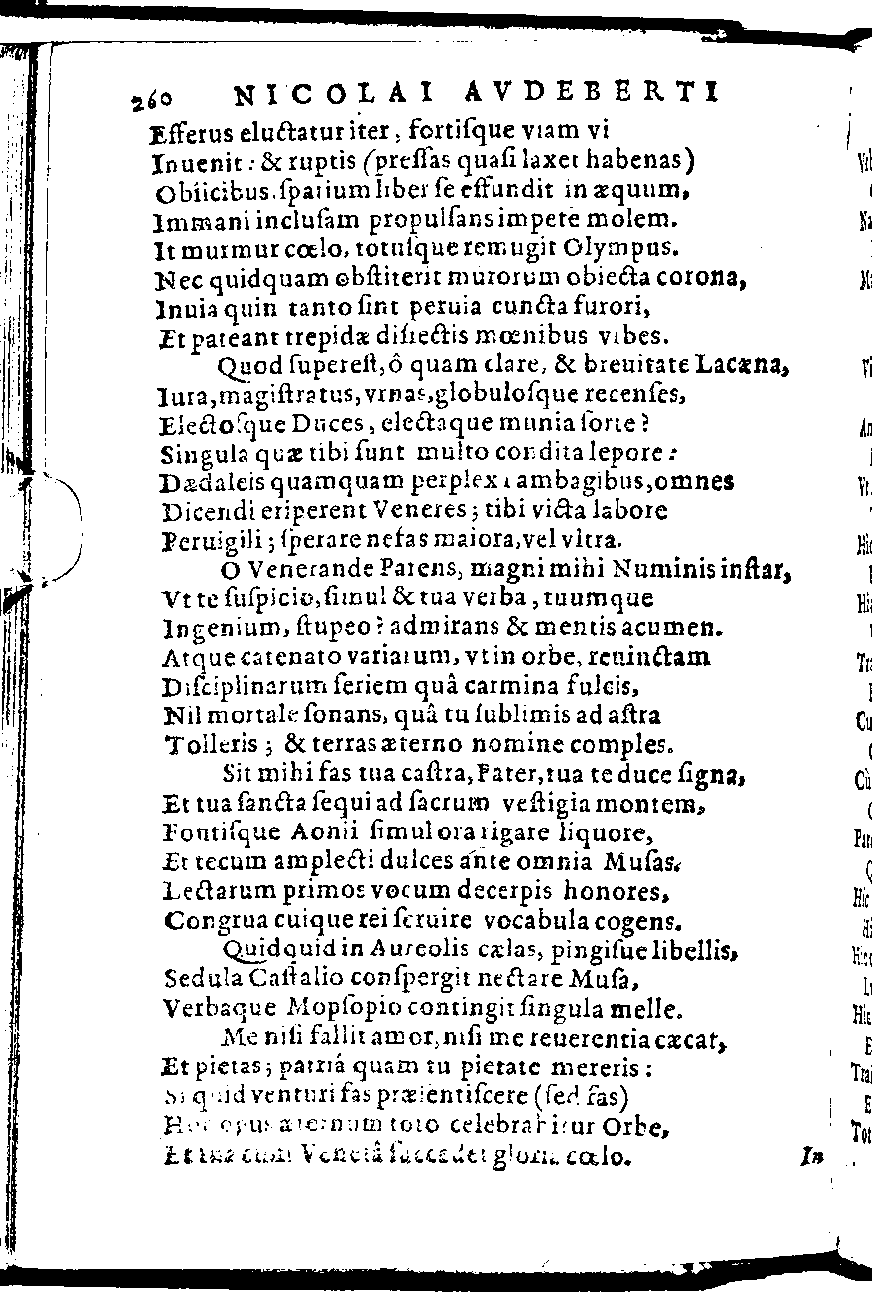 260 NICOLAI AVDEBERTI
Efferus eluctatur iter, fortiſque viam vi
Inuenit: & ruptis (preſſas quaſi laxet habenas)
Obiicibus, ſpatium liber ſe effundit in æquum,
Immani incluſam propulſans impete molem.
It murmur cœlo, totuſque remugit Olympus.
Nec quidquam obſtiterit murorum obiecta corona,
Inuia quin tanto ſint peruia cuncta furori,
Et pateant trepidæ diſiectis mœnibus vrbes.
Quod ſupereſt, ô quam clare, & breuitate Lacæna,
Iura, magiſtratus, vrnas, globuloſque recenſes,
Electoſque Duces, electaque munia ſorte?
Singula quæ tibi ſunt multo condita lepore:
Dædaleis quamquam perplexi ambagibus, omnes
Dicendi eriperent Veneres; tibi victa labore
Peruigili; ſperare nefas maiora, vel vltra.
O Venerande Parens, magni mihi Numinis inſtar,
Vt te ſuſpicio, ſimul & tua verba, tuumque
Ingenium, ſtupeo? admirans & mentis acumen.
Atque catenato variarum, vt in orbe, reuinctam
Diſciplinarum ſeriem quâ carmina fulcis,
Nil mortale ſonans, quâ tu ſublimis ad aſtra
Tolleris; & terras æterno nomine comples.
Sit mihi fas tua caſtra, Pater, tua te duce ſigna,
Et tua ſancta ſequi ad ſacrum veſtigia montem,
Fontiſque Aonii ſimul ora rigare liquore,
Et tecum amplecti dulces ante omnia Muſas.
Lectarum primos vocum decerpis honores,
Congrua cuique rei ſeruire vocabula cogens.
Quidquid in Aureolis cælas, pingiſue libellis,
Sedula Caſtalio conſpergit nectare Muſa,
Verbaque Mopſopio contingit ſingula melle.
Me niſi fallit amor, niſi me reuerentia cæcat,
Et pietas; patriá quam tu pietate mereris:
Si quid venturi fas præientiſcere (ſed fas)
Hoc opus æternum toto celebrabitur Orbe,
Et tua cum Venetâ ſuccedet gloria cœlo.
In